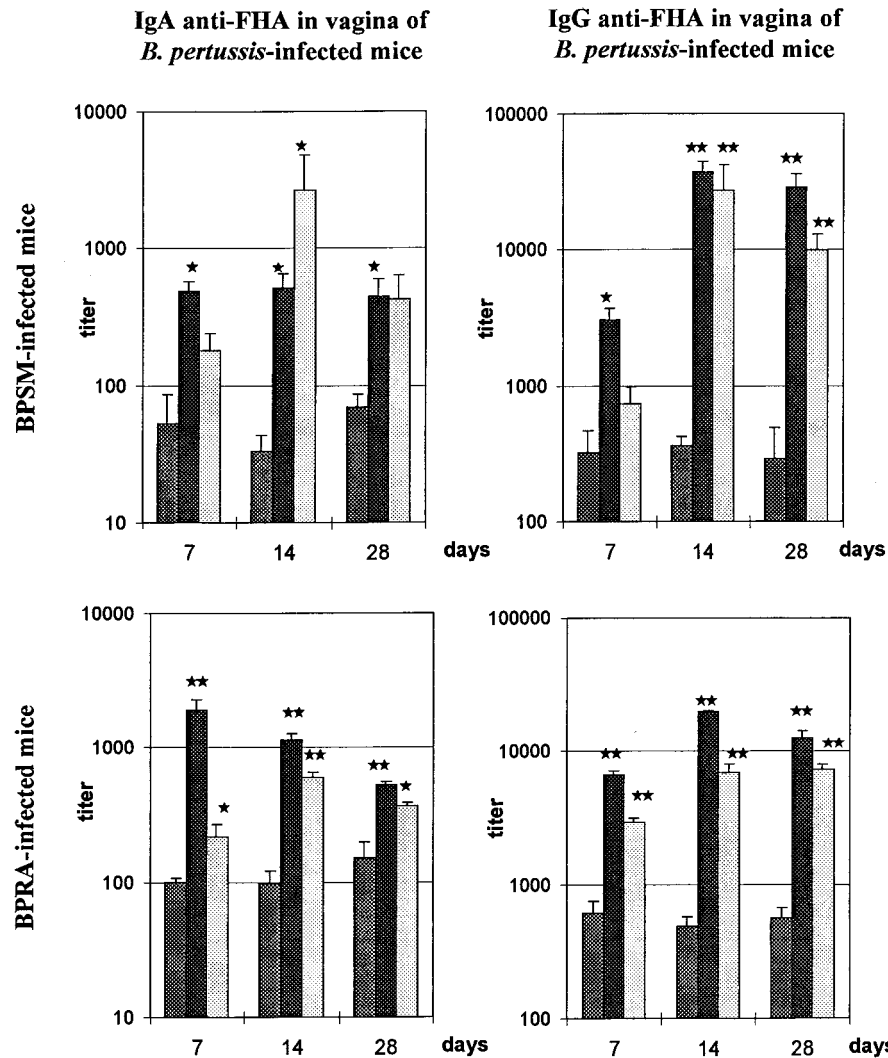 IgA anti-FHA in vagina of
B. pertussis-infected mice
IgG anti-FHA in vagina of
B. pertussis-infected mice
BPSM-infected mice
titer
10000
1000
100
10
★
★
★
★
7 14 28 days
titer
100000
10000
1000
100
★
★★ ★★
★★
★★
7 14 28 days
BPRA-infected mice
titer
10000
1000
100
10
★★
★
★★
★★
★★
★
7 14 28 days
titer
100000
10000
1000
100
★★
★★
★★
★★
★★
★★
7 14 28 days